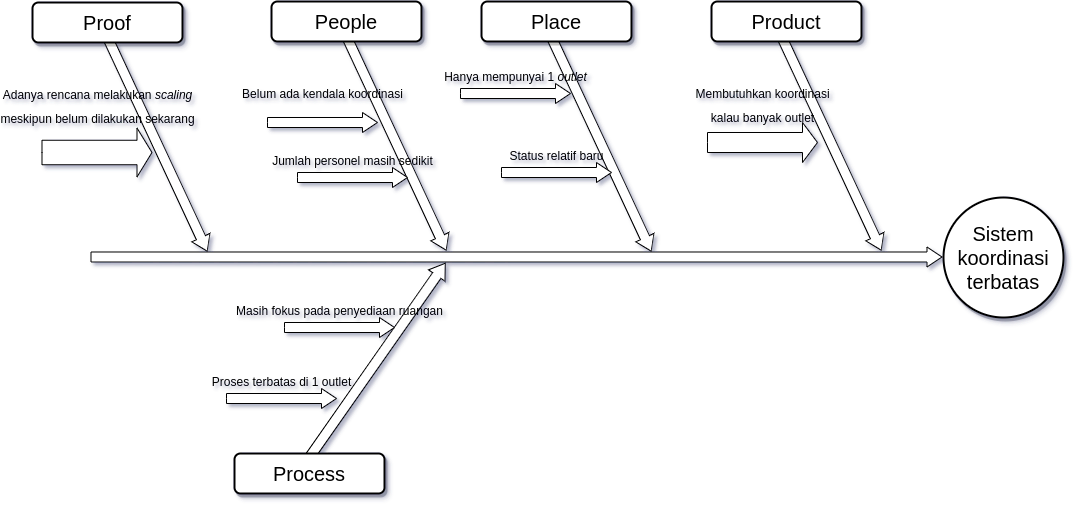 Proof
People
Place
Product
Adanya rencana melakukan scaling
meskipun belum dilakukan sekarang
Belum ada kendala koordinasi
Jumlah personel masih sedikit
Hanya mempunyai 1 outlet
Status relatif baru
Membutuhkan koordinasi
kalau banyak outlet
Sistem
koordinasi
terbatas
Masih fokus pada penyediaan ruangan
Proses terbatas di 1 outlet
Process